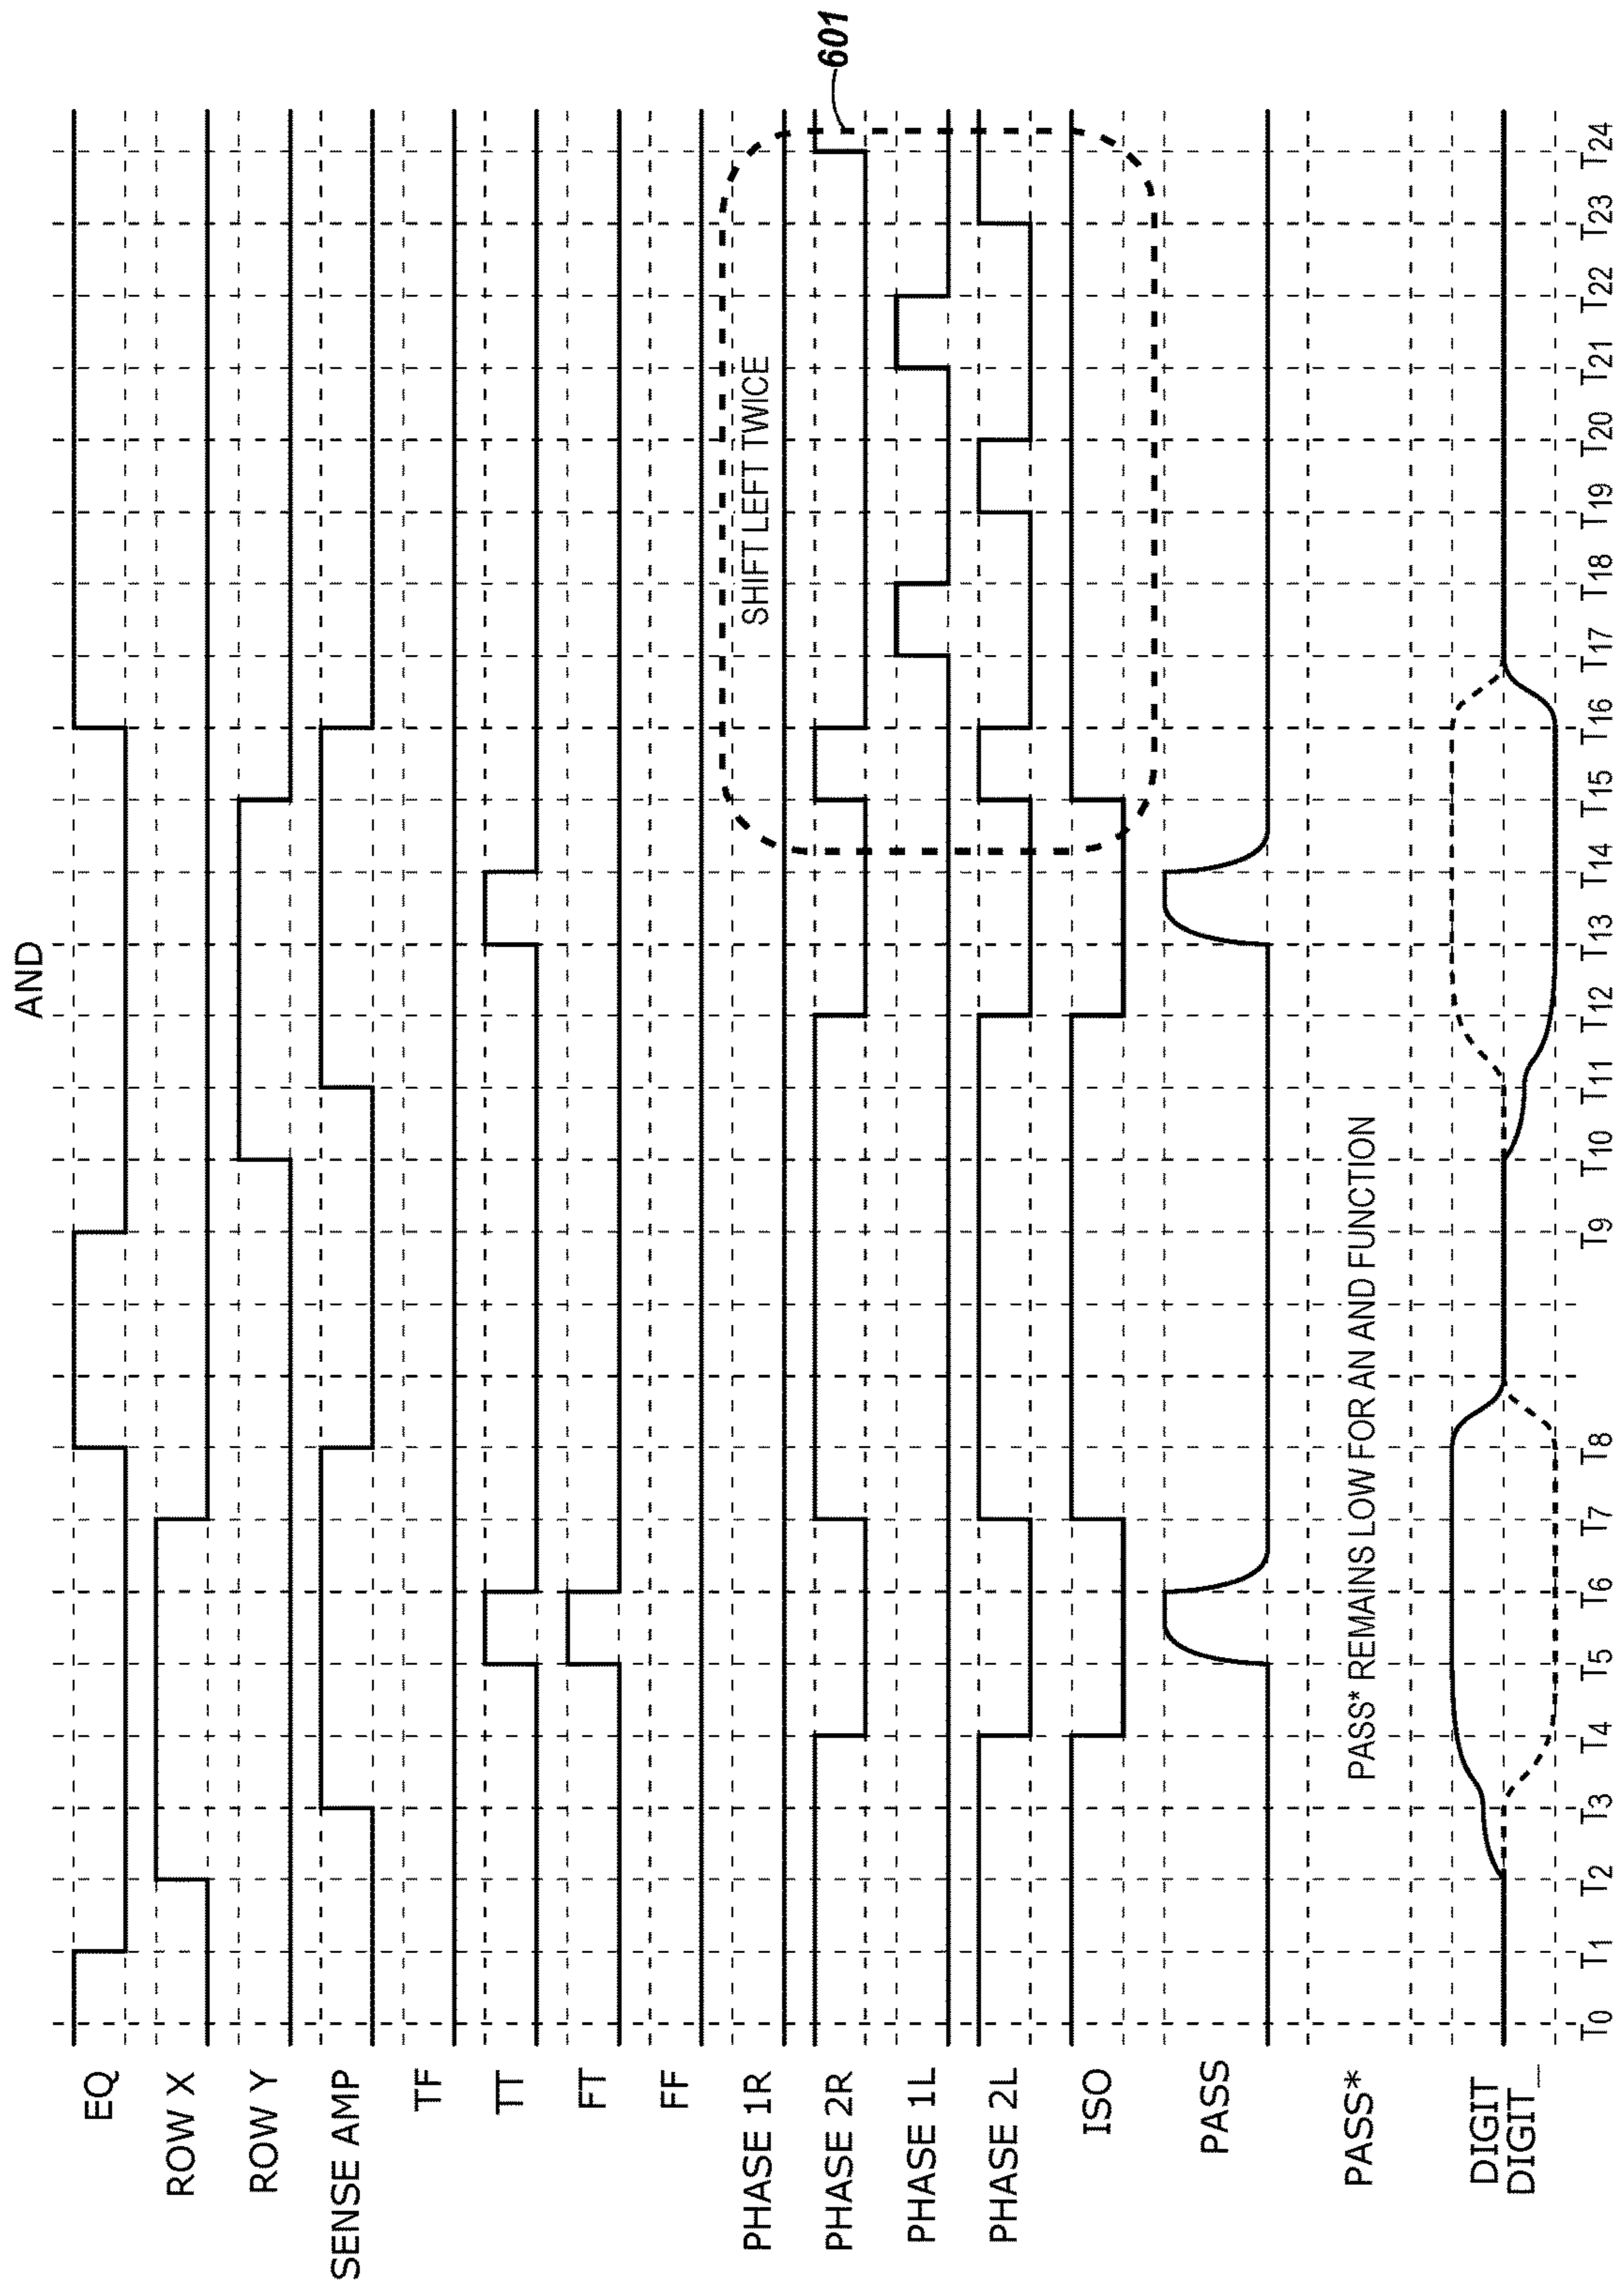 AND
EQ
ROW X
ROW Y
SENSE AMP
TF
TT
FT
FF
PHASE 1R
PHASE 2R
PHASE 1L
PHASE 2L
ISO
PASS
PASS*
DIGIT
DIGIT_
SHIFT LEFT TWICE
601
PASS* REMAINS LOW FOR AN AND FUNCTION
T0 T1 T2 T3 T4 T5 T6 T7 T8 T9 T10 T11 T12 T13 T14 T15 T16 T17 T18 T19 T20 T21 T22 T23 T24